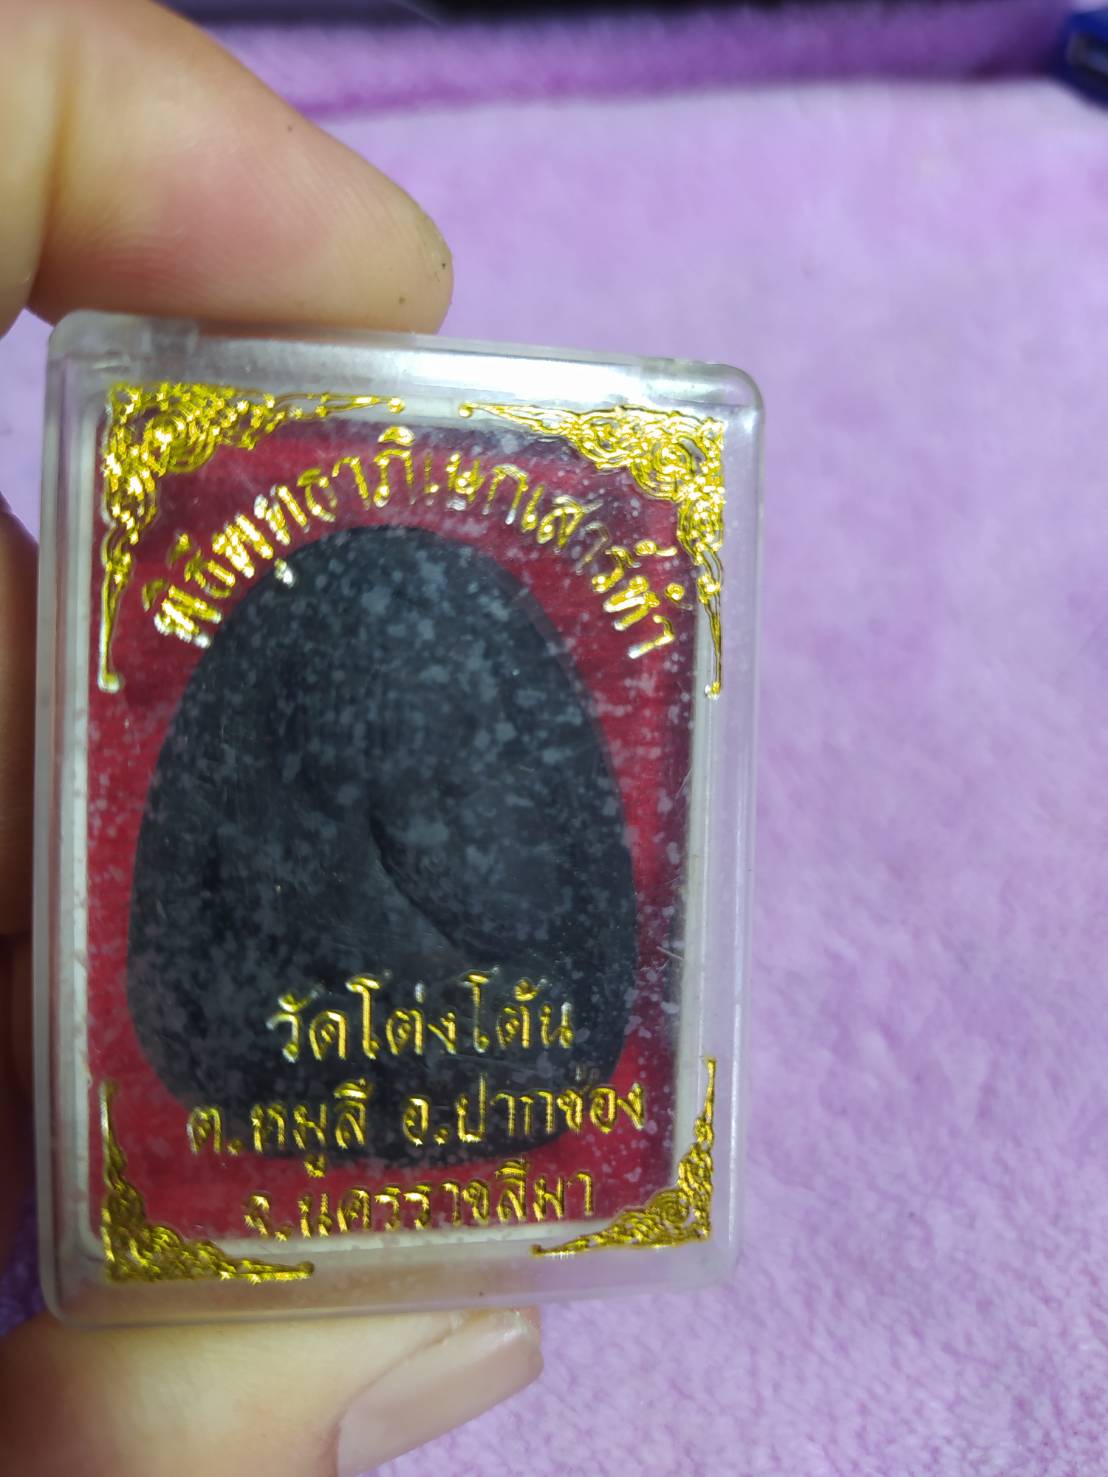 พิธีพุทธาภิเษกเสาร์ห้า
วัดโต่งโต้น
ต.หมูสี อ.ปากช่อง
จ.นครราชสีมา